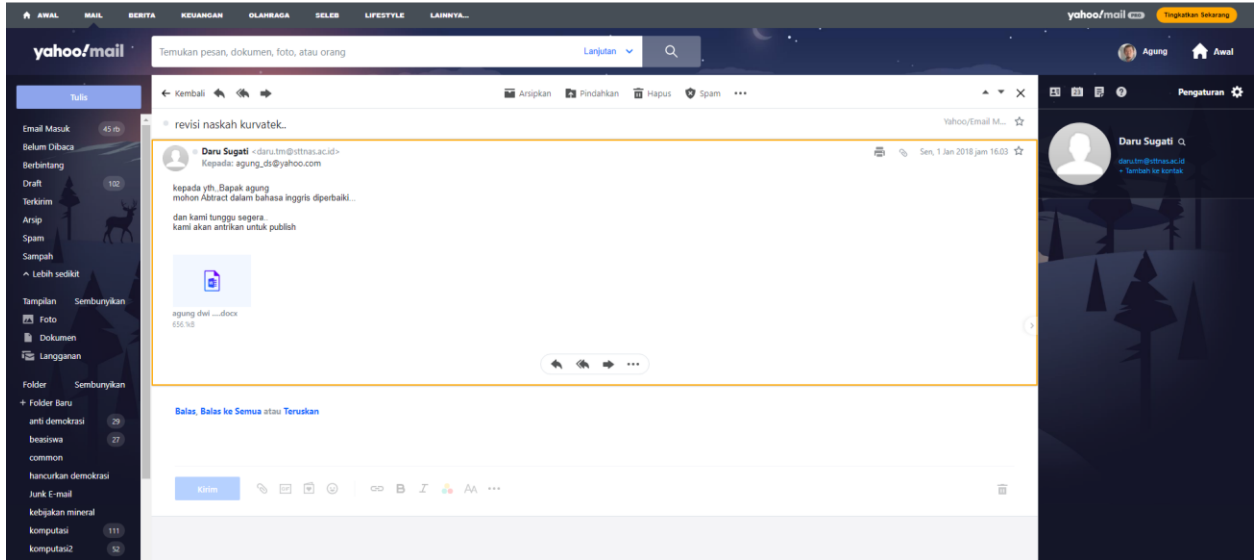 AWAL MAIL BERITA KEUANGAN OLAHRAGA SELEB LIFESTYLE LAINNYA... yahoo!mail PRO Tingkatkan Sekarang
yahoo!mail Temukan pesan, dokumen, foto, atau orang Lanjutan Agung Awal
Tulis
Kembali Arsipkan Pindahkan Hapus Spam
Pengaturan
Email Masuk 45 rb
Belum Dibaca
Berbintang
Draft 102
Terkirim
Arsip
Spam
Sampah
Lebih sedikit
Tampilan Sembunyikan
Foto
Dokumen
Langganan
Folder Sembunyikan
+ Folder Baru
anti demokrasi 29
beasiswa 27
common
hancurkan demokrasi
Junk E-mail
kebijakan mineral
komputasi 111
komputasi2 52
revisi naskah kurvatek.. Yahoo/Email M...
Daru Sugati <daru.tm@sttnas.ac.id> Sen, 1 Jan 2018 jam 16.03
Kepada: agung_ds@yahoo.com
kepada yth,,Bapak agung
mohon Abtract dalam bahasa inggris diperbaiki...
dan kami tunggu segera..
kami akan antrikan untuk publish
agung dwi .....docx
656 kB
Balas, Balas ke Semua atau Teruskan
Kirim GIF B I AA
Daru Sugati
daru.tm@sttnas.ac.id
+ Tambah ke kontak